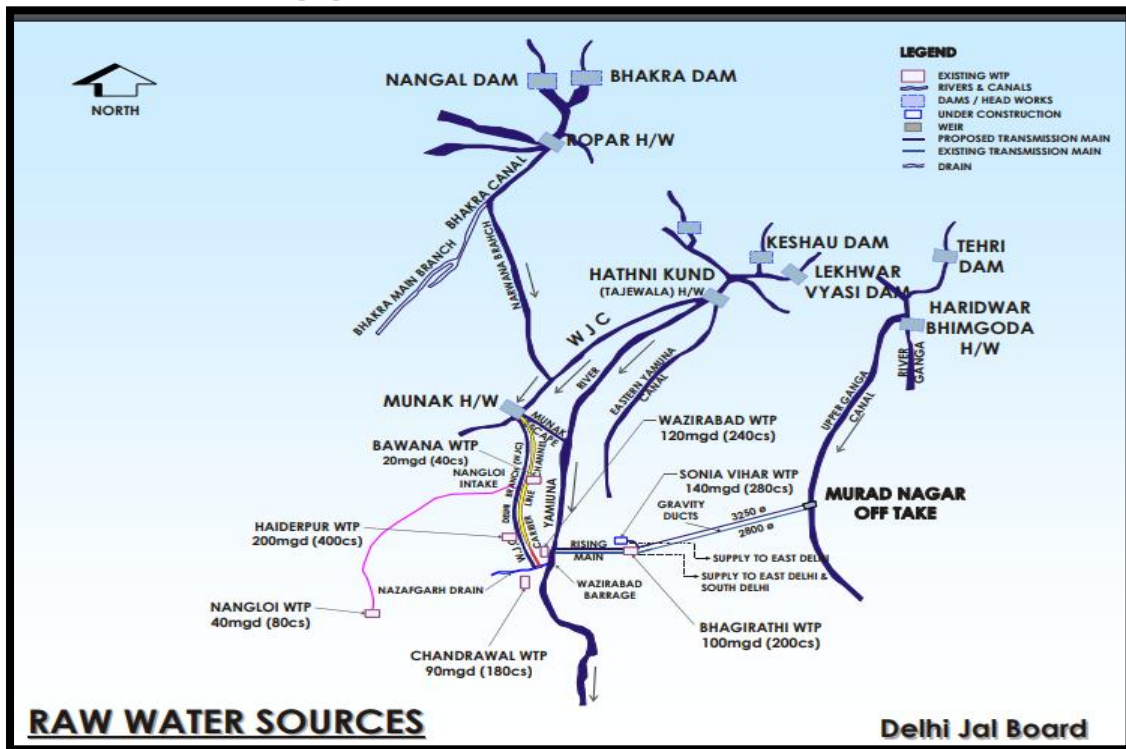 NORTH
NANGAL DAM
BHAKRA DAM
ROPAR H/W
BHAKRA CANAL
BHAKRA MAIN BRANCH
NARWANA BRAHCH
LEGEND
EXISTING WTP
RIVERS & CANALS
DAMS / HEAD WORKS
UNDER CONSTRUCTION
WEIR
PROPOSED TRANSMISSION MAIN
EXISTING TRANSMISSION MAIN
DRAIN
KESHAU DAM
HATHNI KUND
(TAJEWALA) H/W
LEKHWAR
VYASI DAM
TEHRI
DAM
HARIDWAR
BHIMGODA
H/W
RIVER
GANGA
UPPER GANGA
CANAL
W J C
RIVER
EASTERN YAMUNA
CANAL
MUNAK H/W
MUNAK
ESCAPE
BAWANA WTP
20mgd (40cs)
NANGLOI
INTAKE
W.J.C
BRANCH (WJC)
CARRIER LINE CHANNEL
YAMIUNA
WAZIRABAD WTP
120mgd (240cs)
SONIA VIHAR WTP
140mgd (280cs)
GRAVITY
DUCTS
3250 ø
2800 ø
MURAD NAGAR
OFF TAKE
HAIDERPUR WTP
200mgd (400cs)
RISING
MAIN
SUPPLY TO EAST DELHI
SUPPLY TO EAST DELHI &
SOUTH DELHI
NAZAFGARH DRAIN
WAZIRABAD
BARRAGE
NANGLOI WTP
40mgd (80cs)
BHAGIRATHI WTP
100mgd (200cs)
CHANDRAWAL WTP
90mgd (180cs)
RAW WATER SOURCES
Delhi Jal Board